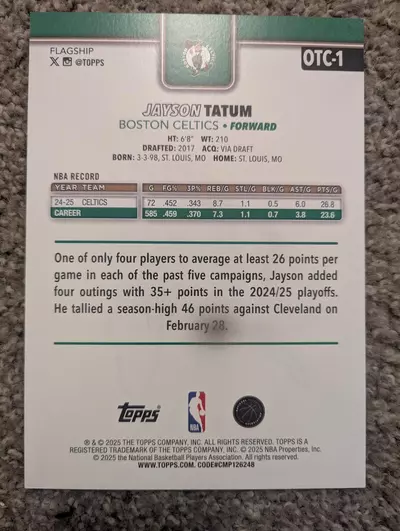 FLAGSHIP
X @TOPPS
OTC-1
JAYSON TATUM
BOSTON CELTICS • FORWARD
HT: 6'8" WT: 210
DRAFTED: 2017 ACQ: VIA DRAFT
BORN: 3-3-98, ST. LOUIS, MO HOME: ST. LOUIS, MO
NBA RECORD
YEAR TEAM G FG% 3P% REB/G STL/G BLK/G AST/G PTS/G
24-25 CELTICS 72 .452 .343 8.7 1.1 0.5 6.0 26.8
CAREER 585 .459 .370 7.3 1.1 0.7 3.8 23.6
One of only four players to average at least 26 points per
game in each of the past five campaigns, Jayson added
four outings with 35+ points in the 2024/25 playoffs.
He tallied a season-high 46 points against Cleveland on
February 28.
Topps
NBA
® & © 2025 THE TOPPS COMPANY, INC. ALL RIGHTS RESERVED. TOPPS IS A
REGISTERED TRADEMARK OF THE TOPPS COMPANY, INC. © 2025 NBA Properties, Inc.
© 2025 the National Basketball Players Association. All rights reserved.
WWW.TOPPS.COM. CODE#CMP126248